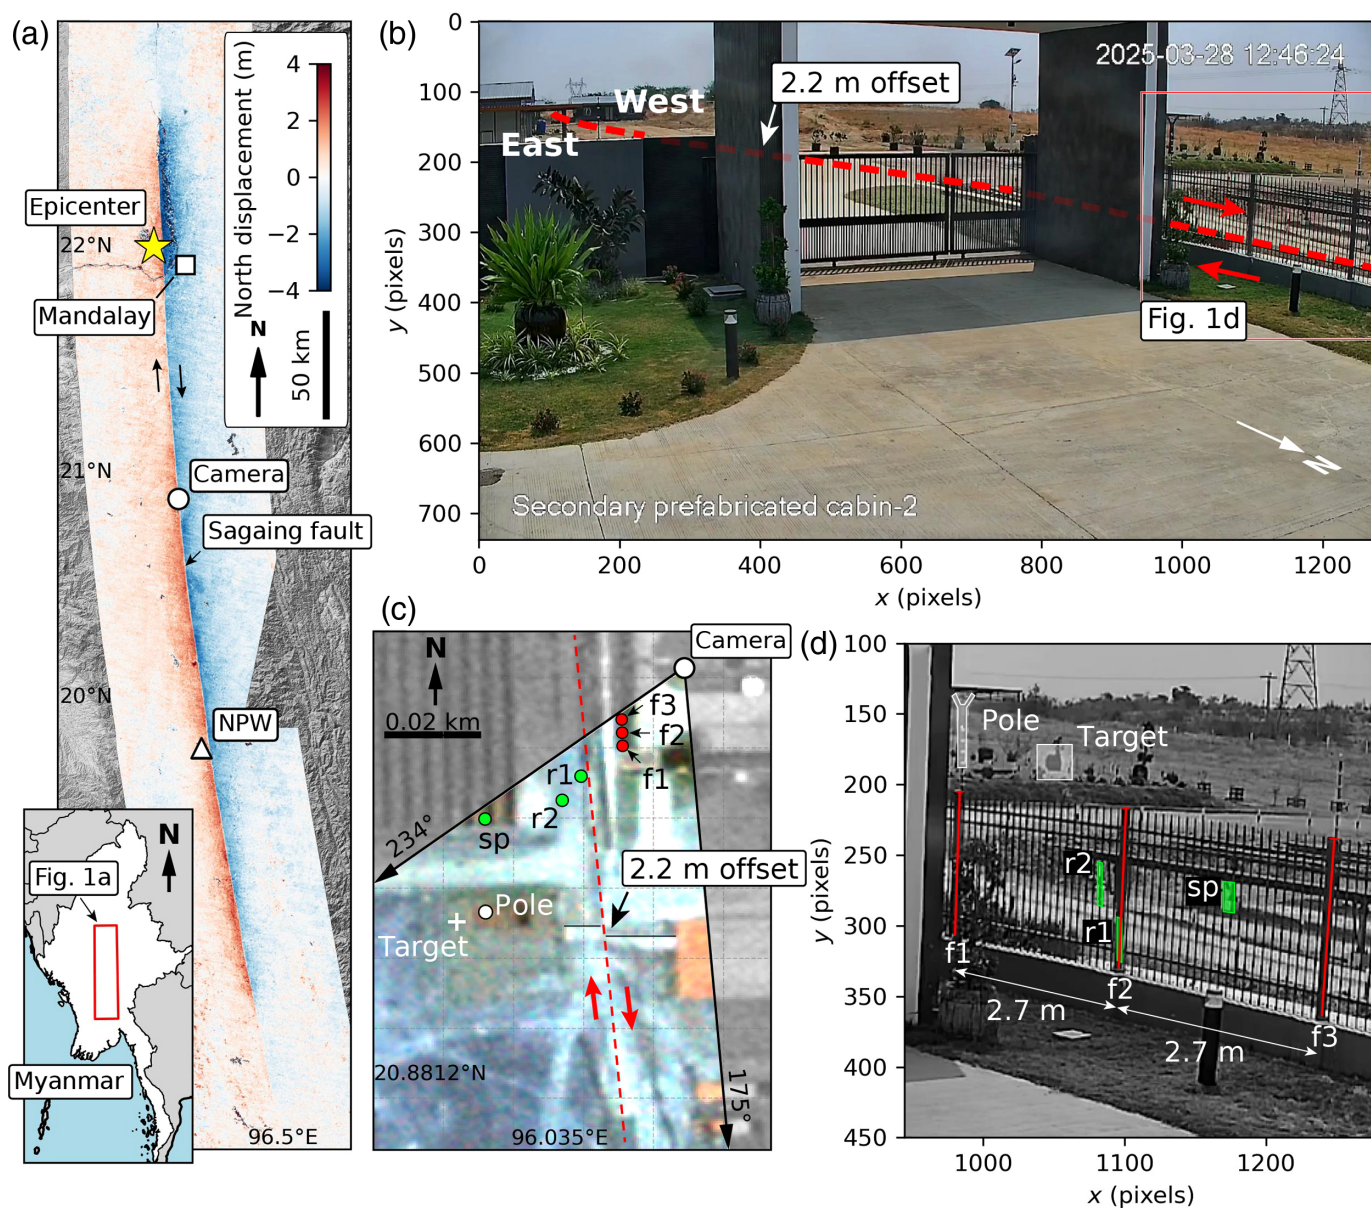 (a)
North displacement (m)
4
2
0
−2
−4
N
50 km
Epicenter
22°N
Mandalay
21°N
Camera
Sagaing fault
20°N
NPW
N
Fig. 1a
Myanmar
96.5°E
(b)
0
100
200
300
400
500
600
700
y (pixels)
2025-03-28 12:46:24
2.2 m offset
West
East
Fig. 1d
N
Secondary prefabricated cabin-2
0
200
400
600
800
1000
1200
x (pixels)
(c)
Camera
N
0.02 km
f3
f2
f1
r1
r2
sp
234°
2.2 m offset
Pole
Target
20.8812°N
175°
96.035°E
(d)
100
150
200
250
300
350
400
450
y (pixels)
Pole
Target
r2
sp
r1
f1
f2
f3
2.7 m
2.7 m
1000
1100
1200
x (pixels)